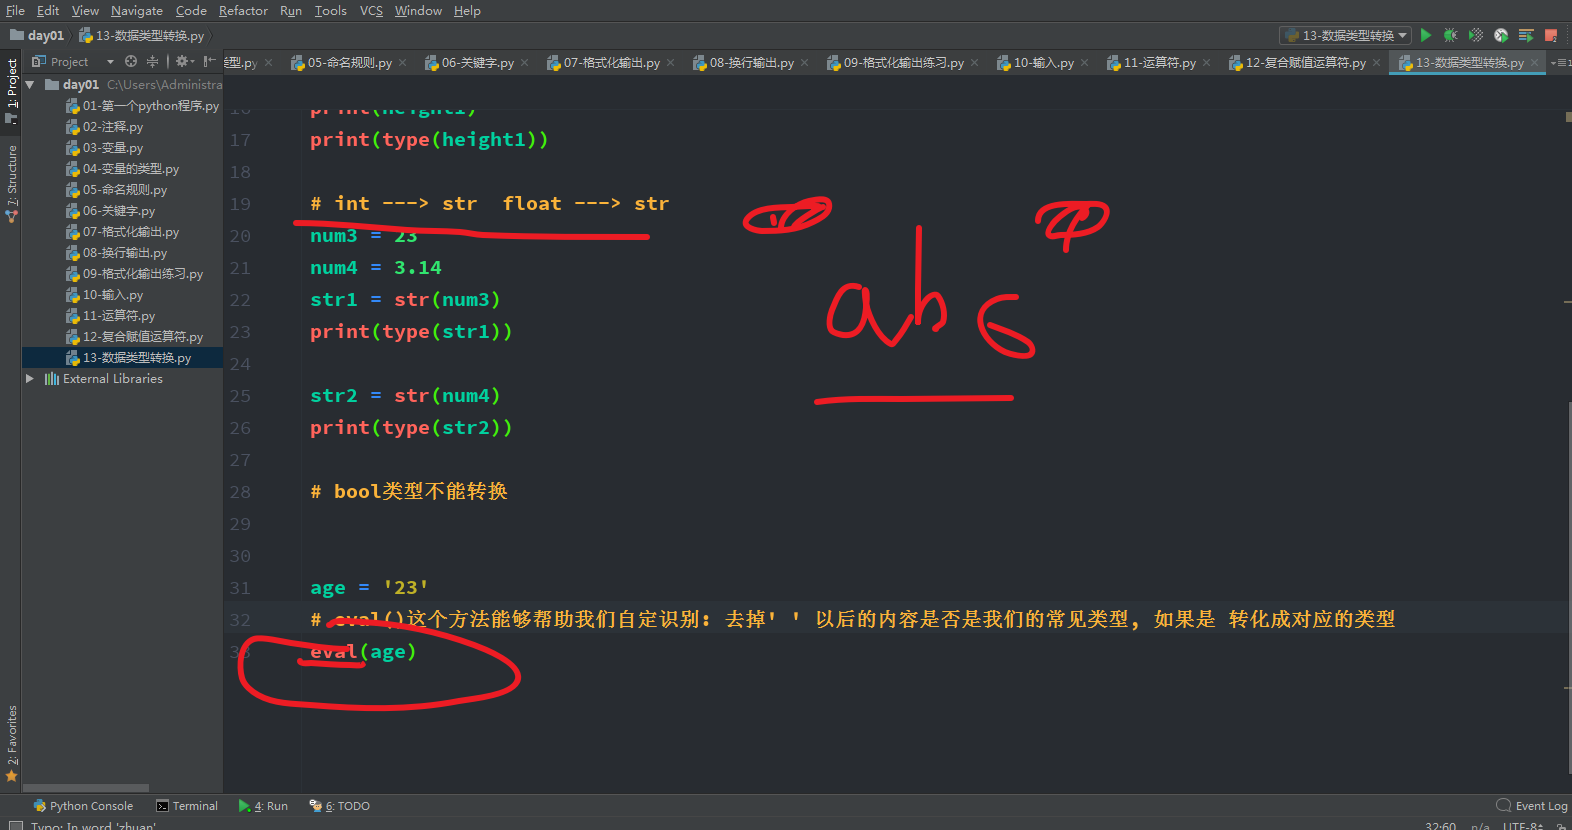 File Edit View Navigate Code Refactor Run Tools VCS Window Help
day01 13-数据类型转换.py 13-数据类型转换
Project 型.py 05-命名规则.py 06-关键字.py 07-格式化输出.py 08-换行输出.py 09-格式化输出练习.py 10-输入.py 11-运算符.py 12-复合赋值运算符.py 13-数据类型转换.py
1: Project
7: Structure
2: Favorites
day01 C:\Users\Administra
01-第一个python程序.py
02-注释.py
03-变量.py
04-变量的类型.py
05-命名规则.py
06-关键字.py
07-格式化输出.py
08-换行输出.py
09-格式化输出练习.py
10-输入.py
11-运算符.py
12-复合赋值运算符.py
13-数据类型转换.py
External Libraries
16 print(height1)
17 print(type(height1))
18
19 # int ---> str  float ---> str
20 num3 = 23
21 num4 = 3.14
22 str1 = str(num3)
23 print(type(str1))
24
25 str2 = str(num4)
26 print(type(str2))
27
28 # bool类型不能转换
29
30
31 age = '23'
32 # eval()这个方法能够帮助我们自定识别: 去掉' ' 以后的内容是否是我们的常见类型, 如果是 转化成对应的类型
33 eval(age)
Python Console Terminal 4: Run 6: TODO Event Log
Typo: In word 'zhuan' 32:60 n/a UTF-8